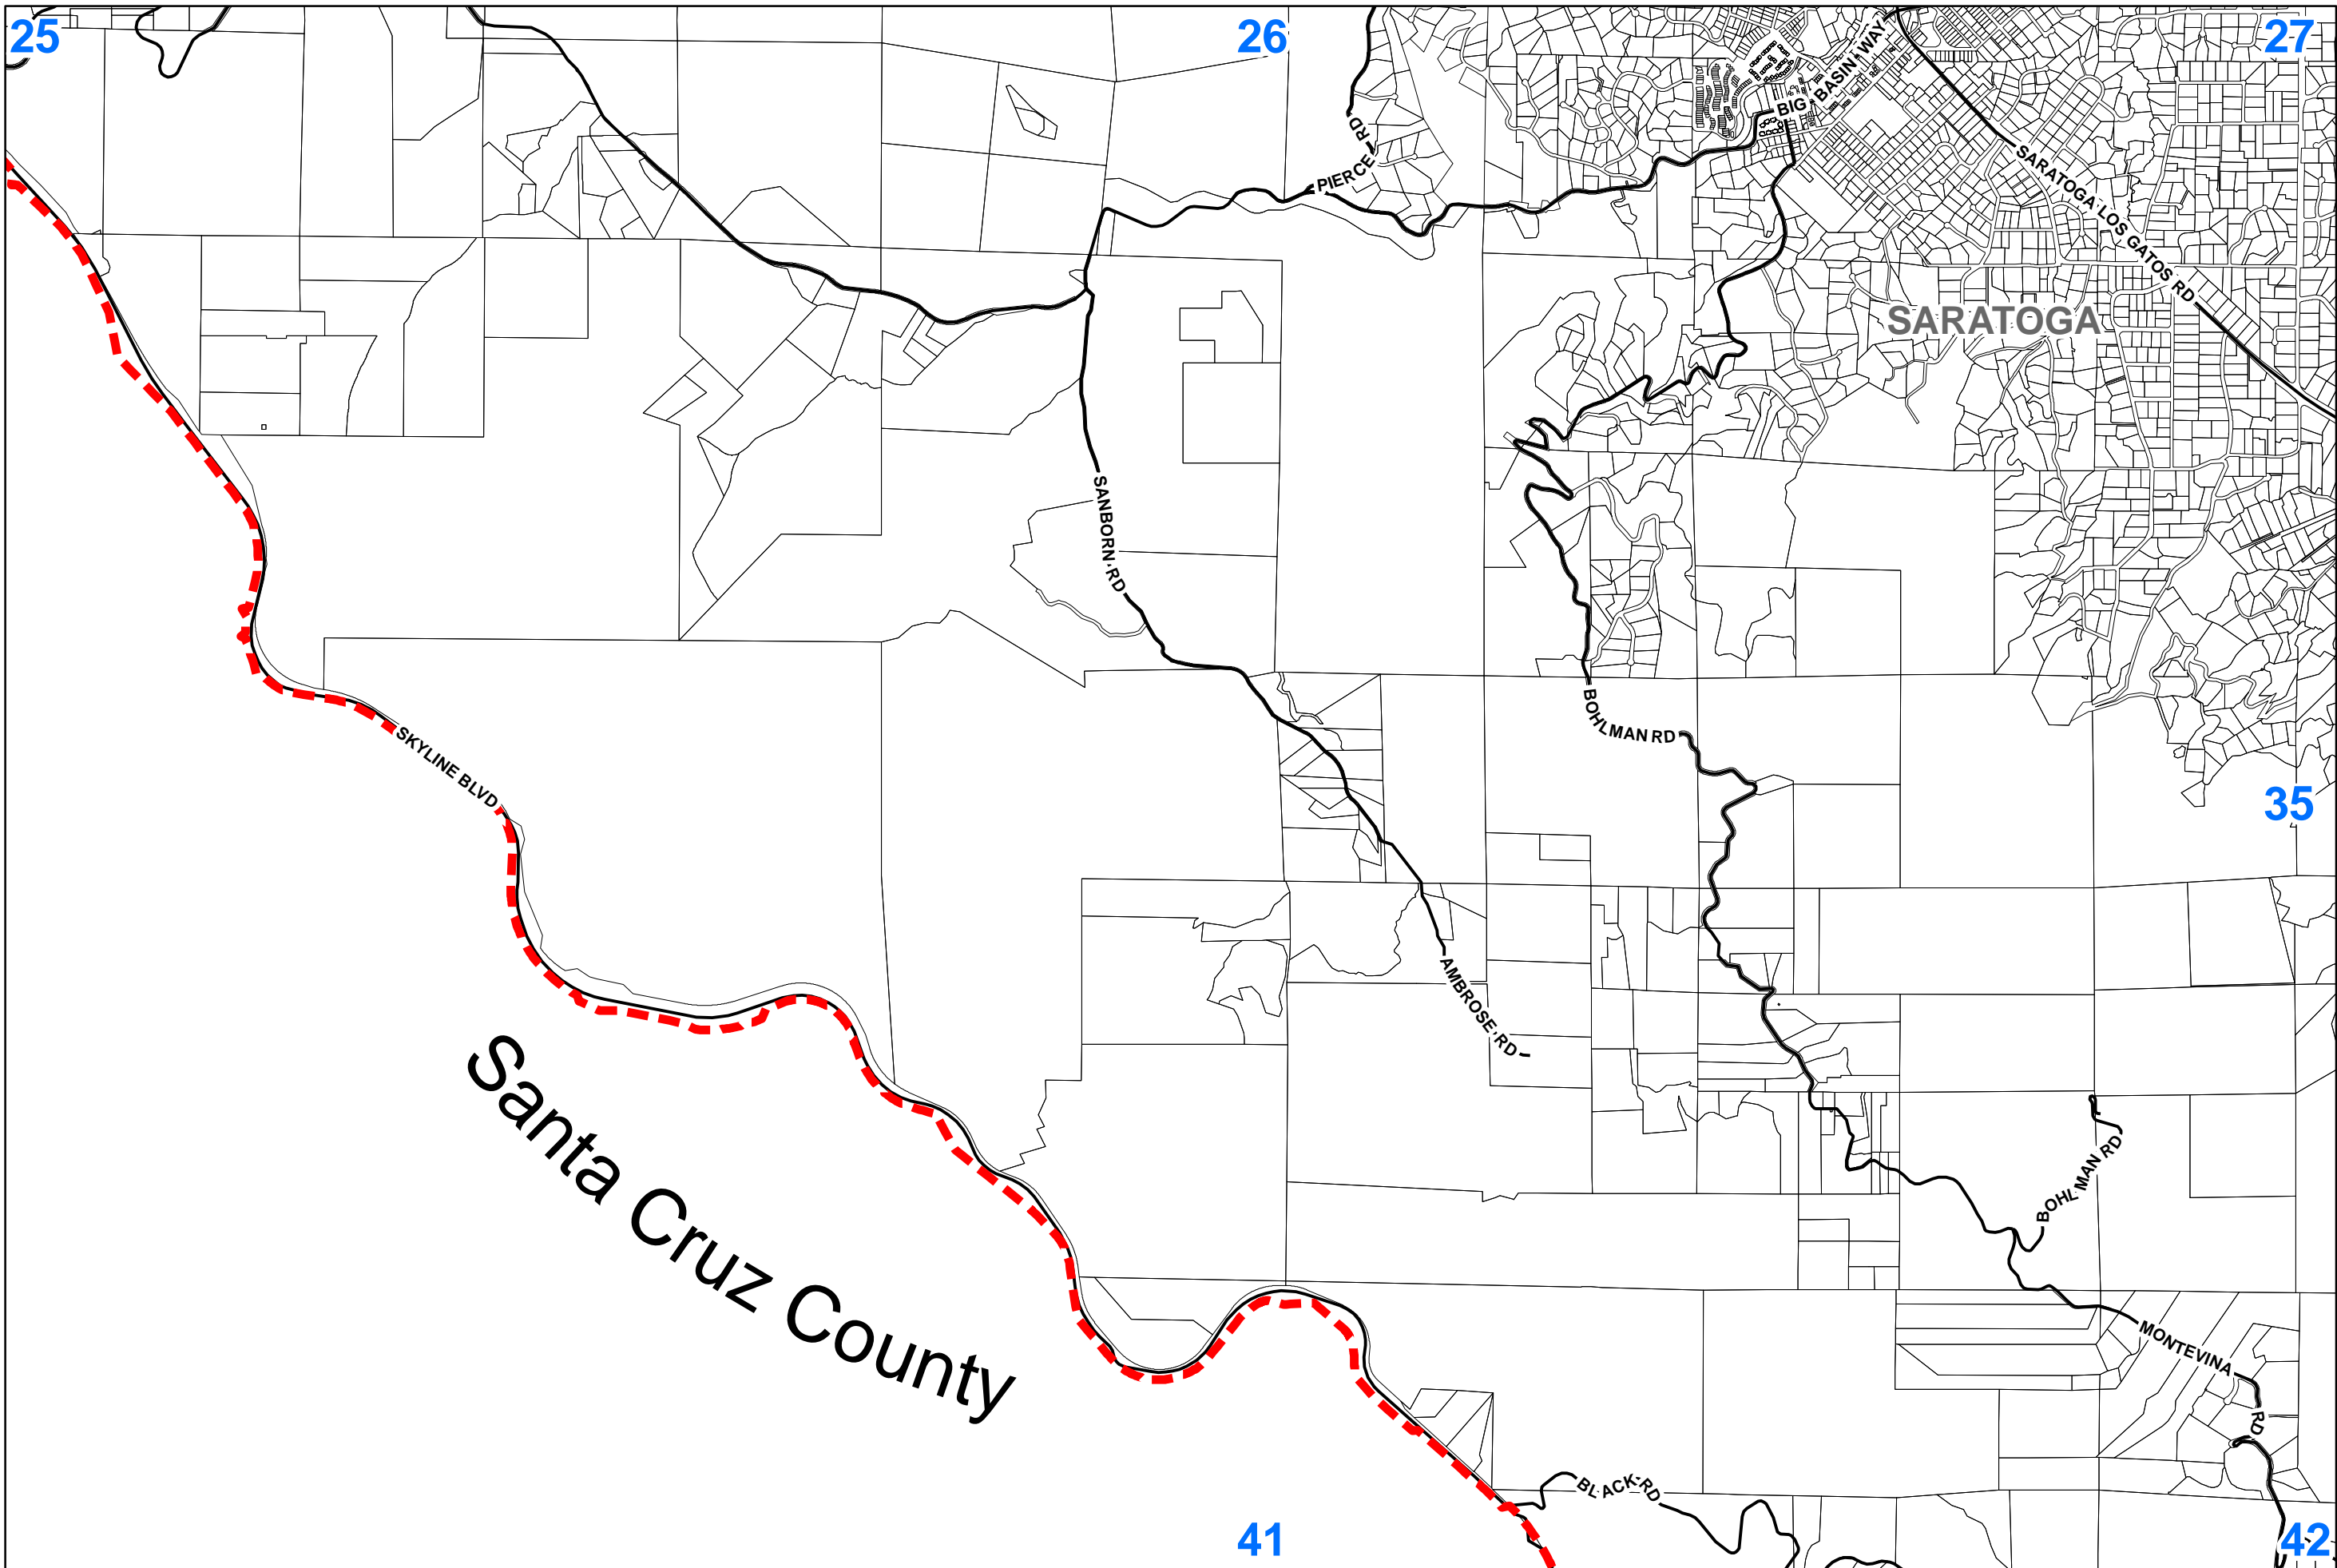 25
26
27
BIG BASIN WAY
PIERCE RD
SARATOGA LOS GATOS RD
SARATOGA
SANBORN RD
BOHLMAN RD
SKYLINE BLVD
35
AMBROSE RD
Santa Cruz County
BOHLMAN RD
MONTEVINA RD
BLACK RD
41
42